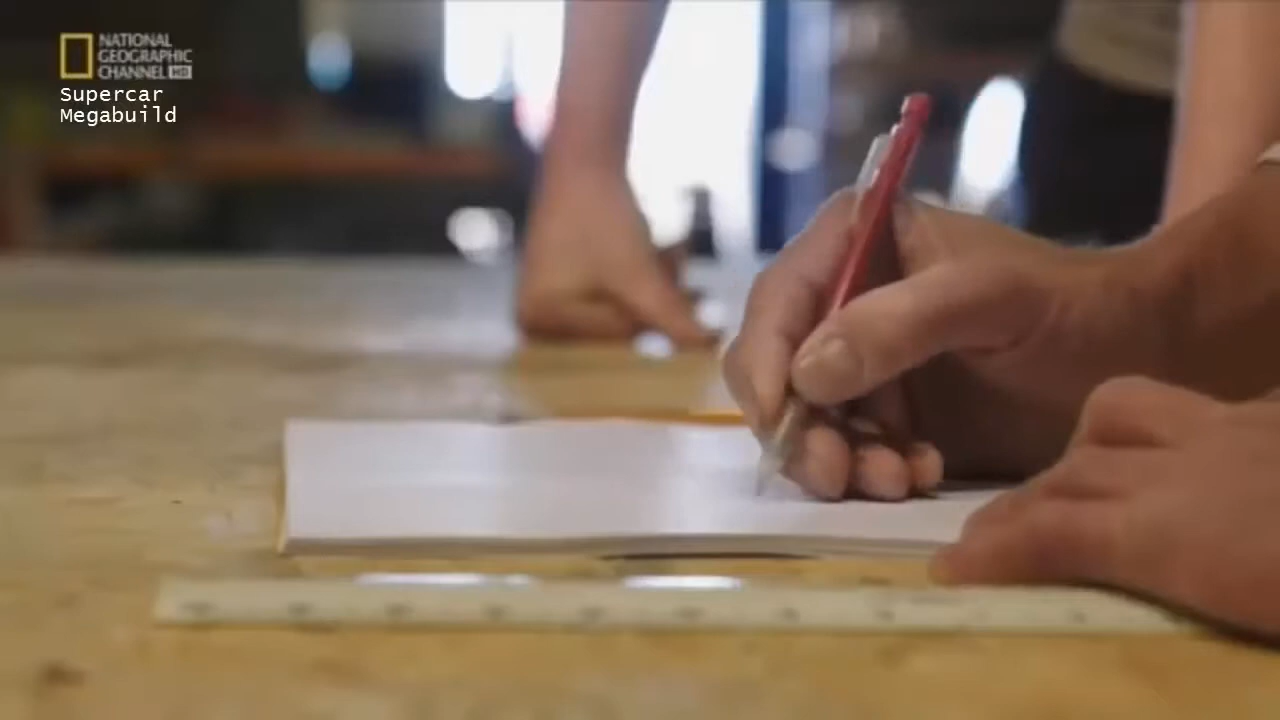 NATIONAL
GEOGRAPHIC
CHANNEL HD
Supercar
Megabuild